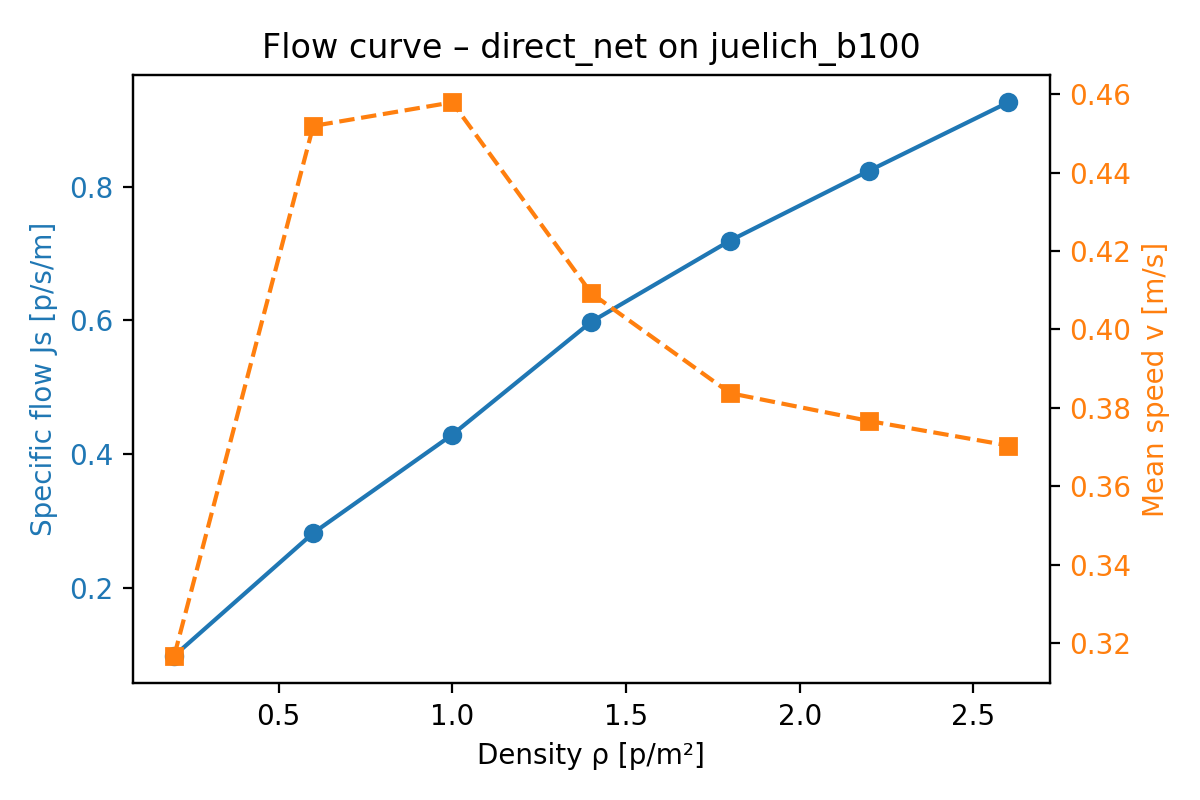 Flow curve – direct_net on juelich_b100
Specific flow Js [p/s/m]
0.8
0.6
0.4
0.2
0.46
0.44
0.42
0.40
0.38
0.36
0.34
0.32
Mean speed v [m/s]
0.5 1.0 1.5 2.0 2.5
Density ρ [p/m²]